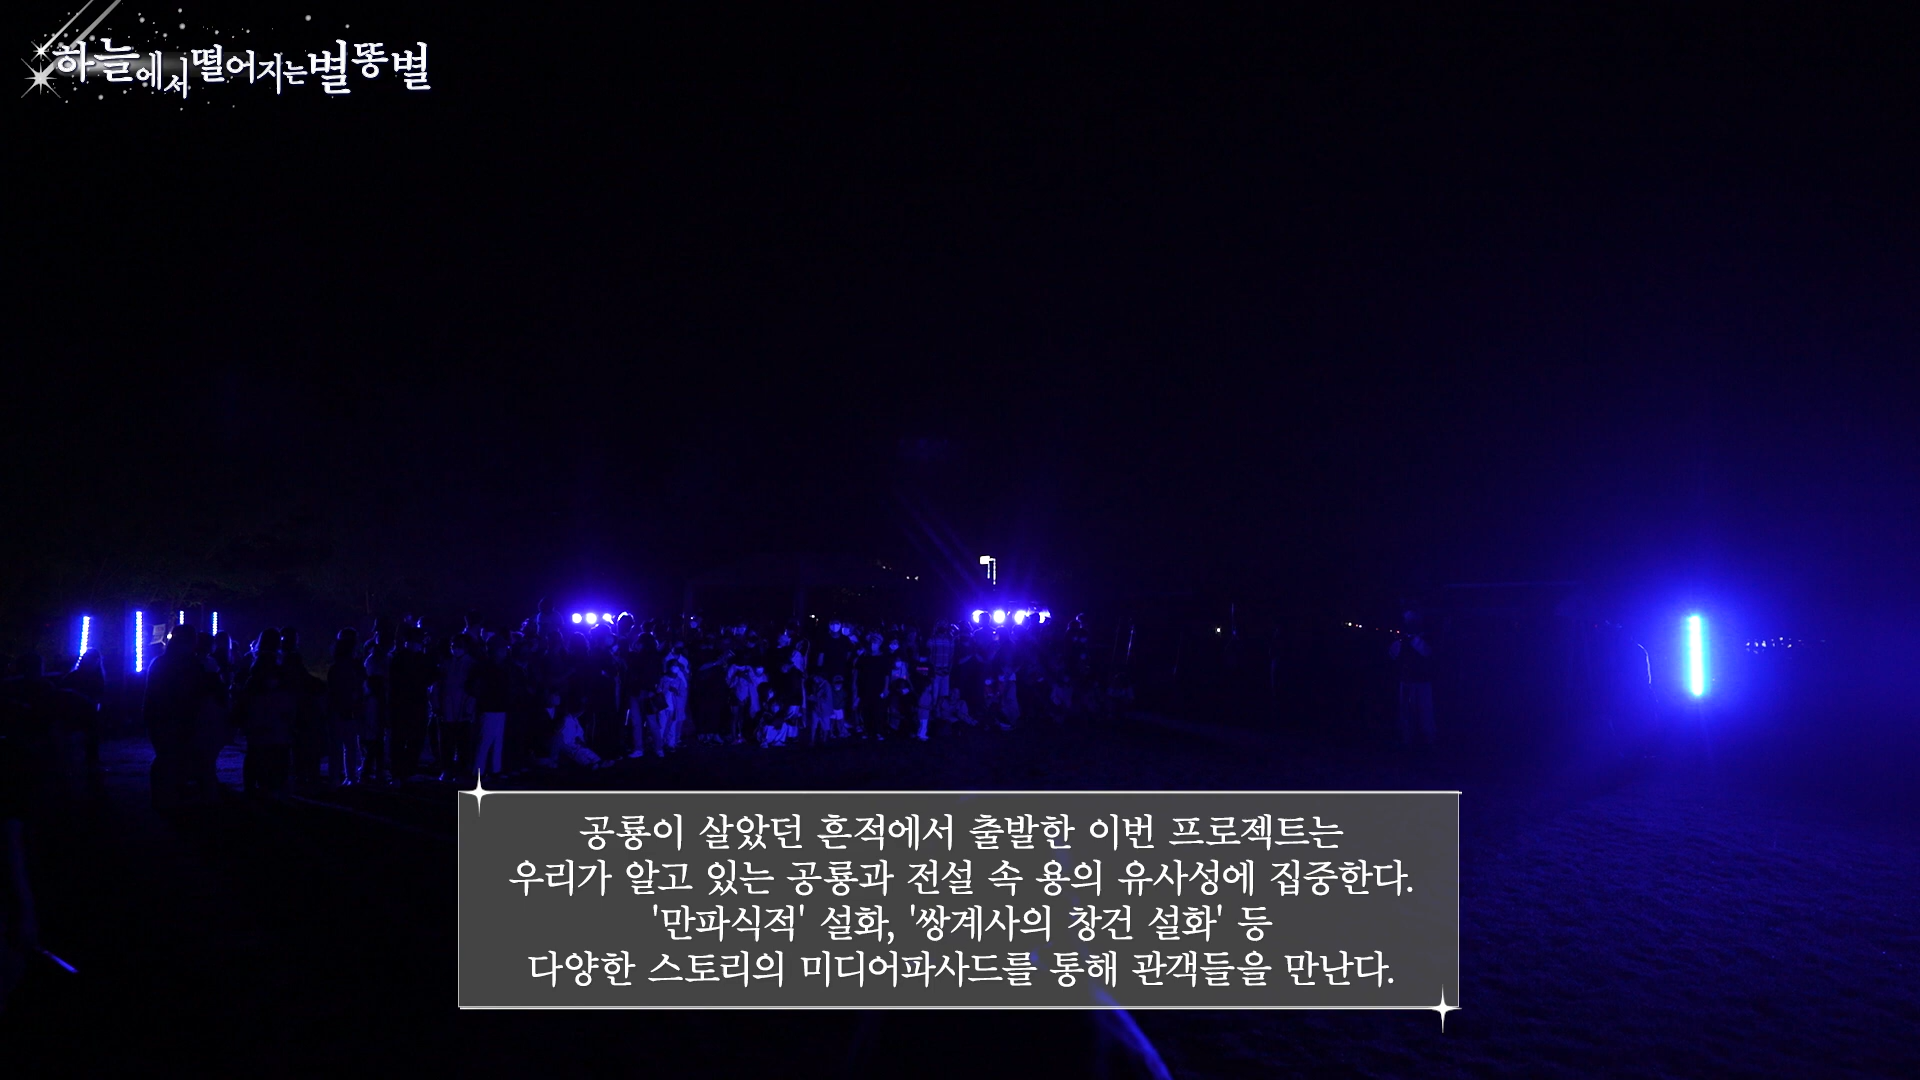 하늘에서 떨어지는 별똥별
공룡이 살았던 흔적에서 출발한 이번 프로젝트는
우리가 알고 있는 공룡과 전설 속 용의 유사성에 집중한다.
'만파식적' 설화, '쌍계사의 창건 설화' 등
다양한 스토리의 미디어파사드를 통해 관객들을 만난다.